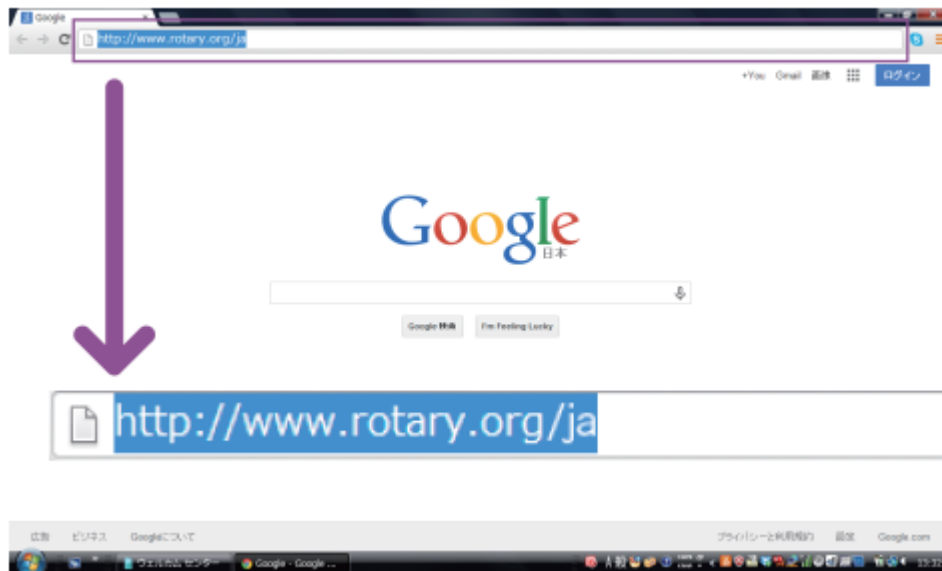 Google
http://www.rotary.org/ja
+You Gmail 画像
ログイン
Google
日本
Google 検索 I'm Feeling Lucky
http://www.rotary.org/ja
広告 ビジネス Googleについて プライバシーと利用規約 設定 Google.com
ウェルカム センター Google - Google ...
13:32